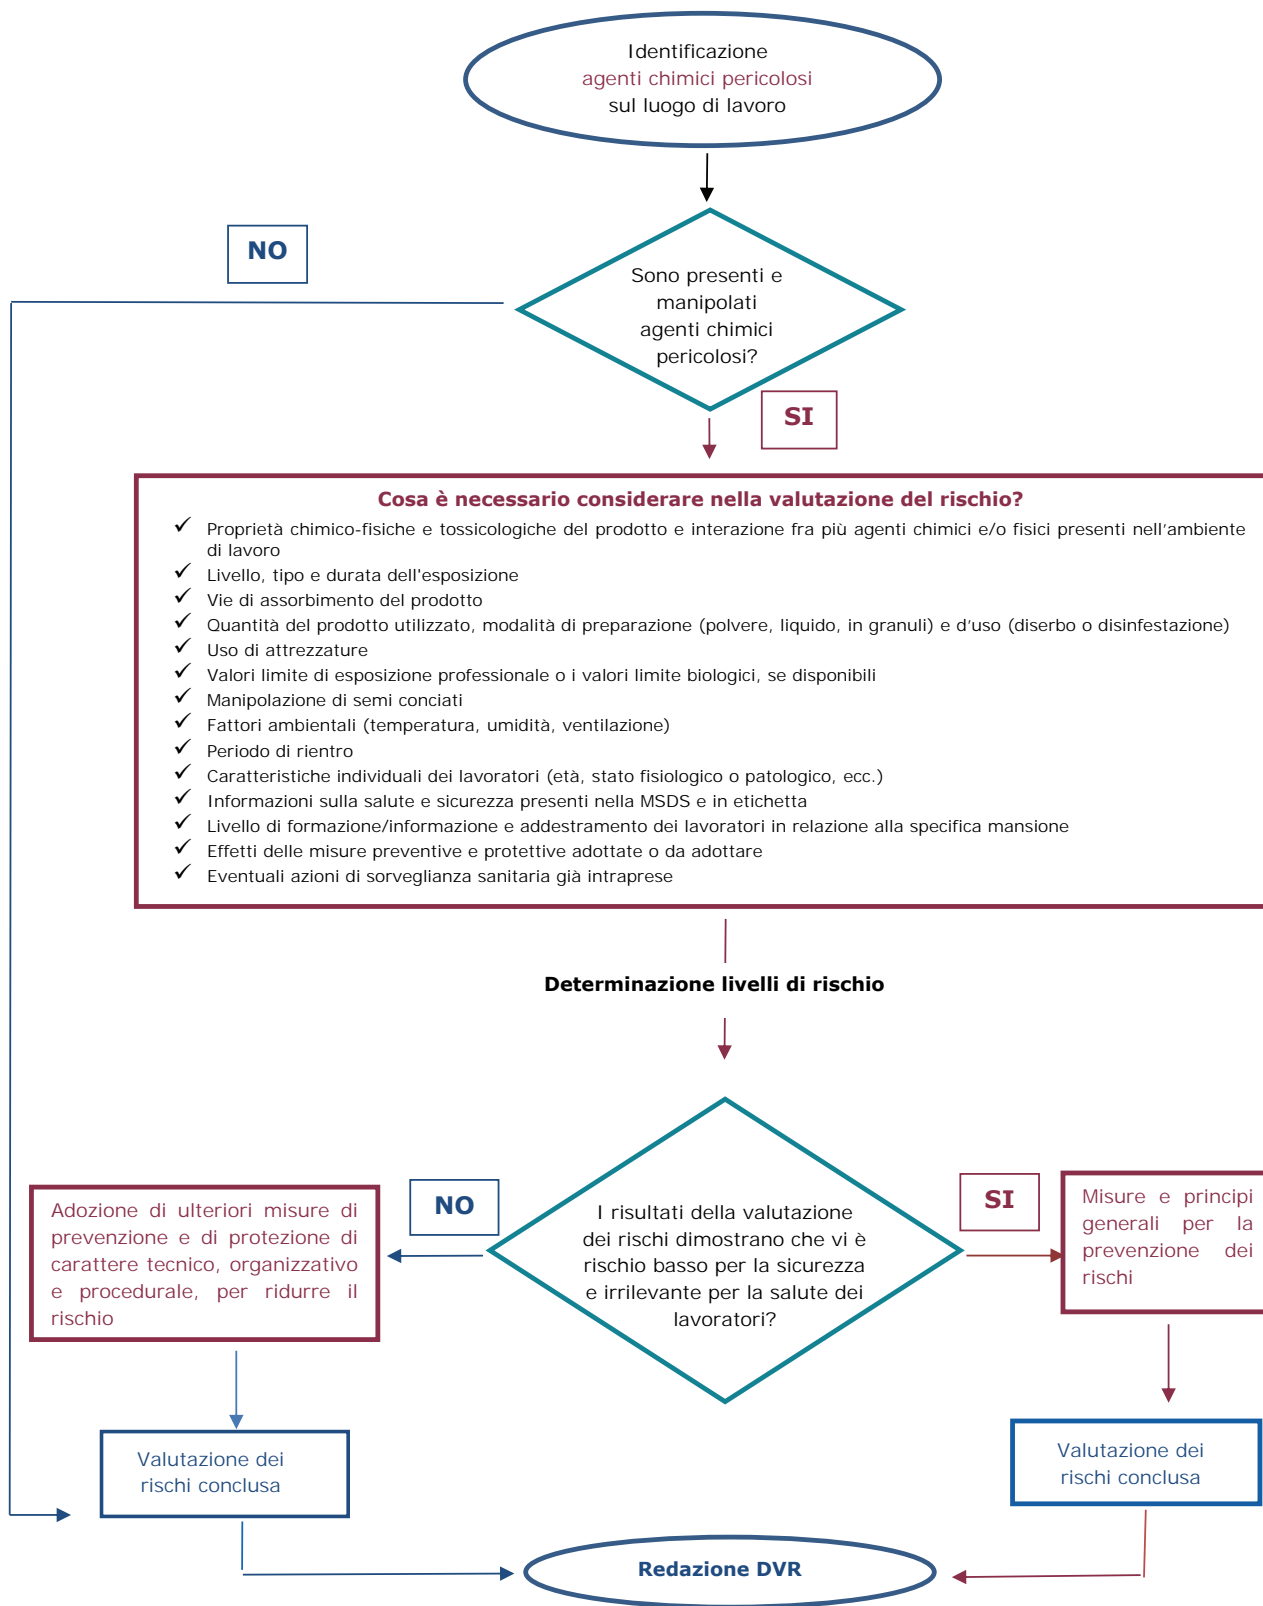 Identificazione
agenti chimici pericolosi
sul luogo di lavoro
NO
Sono presenti e
manipolati
agenti chimici
pericolosi?
SI
Cosa è necessario considerare nella valutazione del rischio?
✓ Proprietà chimico-fisiche e tossicologiche del prodotto e interazione fra più agenti chimici e/o fisici presenti nell’ambiente
di lavoro
✓ Livello, tipo e durata dell'esposizione
✓ Vie di assorbimento del prodotto
✓ Quantità del prodotto utilizzato, modalità di preparazione (polvere, liquido, in granuli) e d’uso (diserbo o disinfestazione)
✓ Uso di attrezzature
✓ Valori limite di esposizione professionale o i valori limite biologici, se disponibili
✓ Manipolazione di semi conciati
✓ Fattori ambientali (temperatura, umidità, ventilazione)
✓ Periodo di rientro
✓ Caratteristiche individuali dei lavoratori (età, stato fisiologico o patologico, ecc.)
✓ Informazioni sulla salute e sicurezza presenti nella MSDS e in etichetta
✓ Livello di formazione/informazione e addestramento dei lavoratori in relazione alla specifica mansione
✓ Effetti delle misure preventive e protettive adottate o da adottare
✓ Eventuali azioni di sorveglianza sanitaria già intraprese
Determinazione livelli di rischio
Adozione di ulteriori misure di
prevenzione e di protezione di
carattere tecnico, organizzativo
e procedurale, per ridurre il
rischio
NO
I risultati della valutazione
dei rischi dimostrano che vi è
rischio basso per la sicurezza
e irrilevante per la salute dei
lavoratori?
SI
Misure e principi
generali per la
prevenzione dei
rischi
Valutazione dei
rischi conclusa
Valutazione dei
rischi conclusa
Redazione DVR